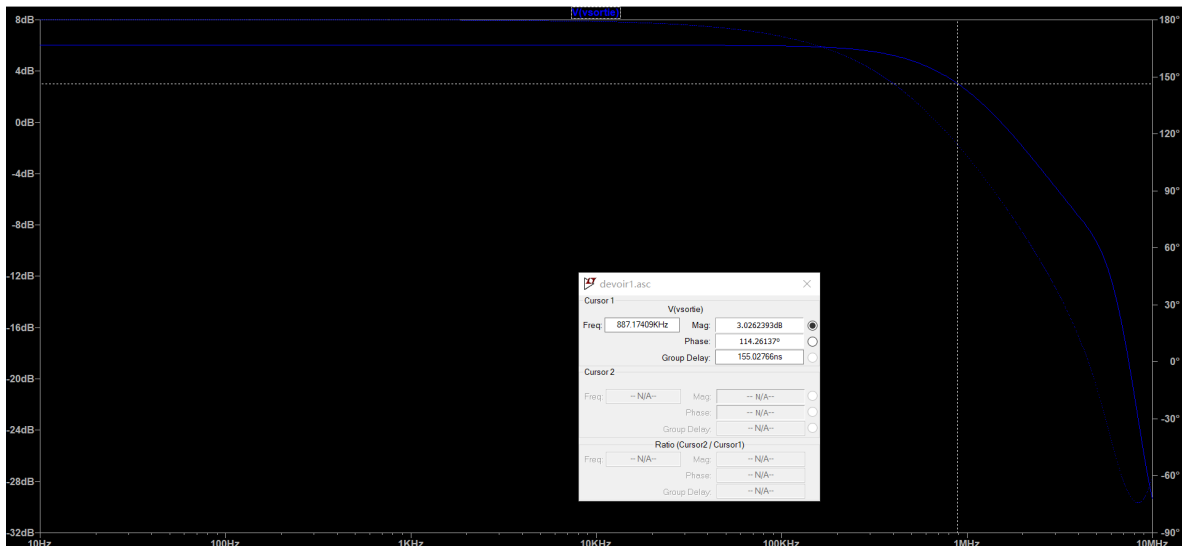 V(vsortie)
8dB
4dB
0dB
-4dB
-8dB
-12dB
-16dB
-20dB
-24dB
-28dB
-32dB
180°
150°
120°
90°
60°
30°
0°
-30°
-60°
-90°
10Hz
100Hz
1KHz
10KHz
100KHz
1MHz
10MHz
devoir1.asc
Cursor 1
V(vsortie)
Freq: 887.17409KHz Mag: 3.0262393dB
Phase: 114.26137°
Group Delay: 155.02766ns
Cursor 2
Freq: -- N/A-- Mag: -- N/A--
Phase: -- N/A--
Group Delay: -- N/A--
Ratio (Cursor2 / Cursor1)
Freq: -- N/A-- Mag: -- N/A--
Phase: -- N/A--
Group Delay: -- N/A--